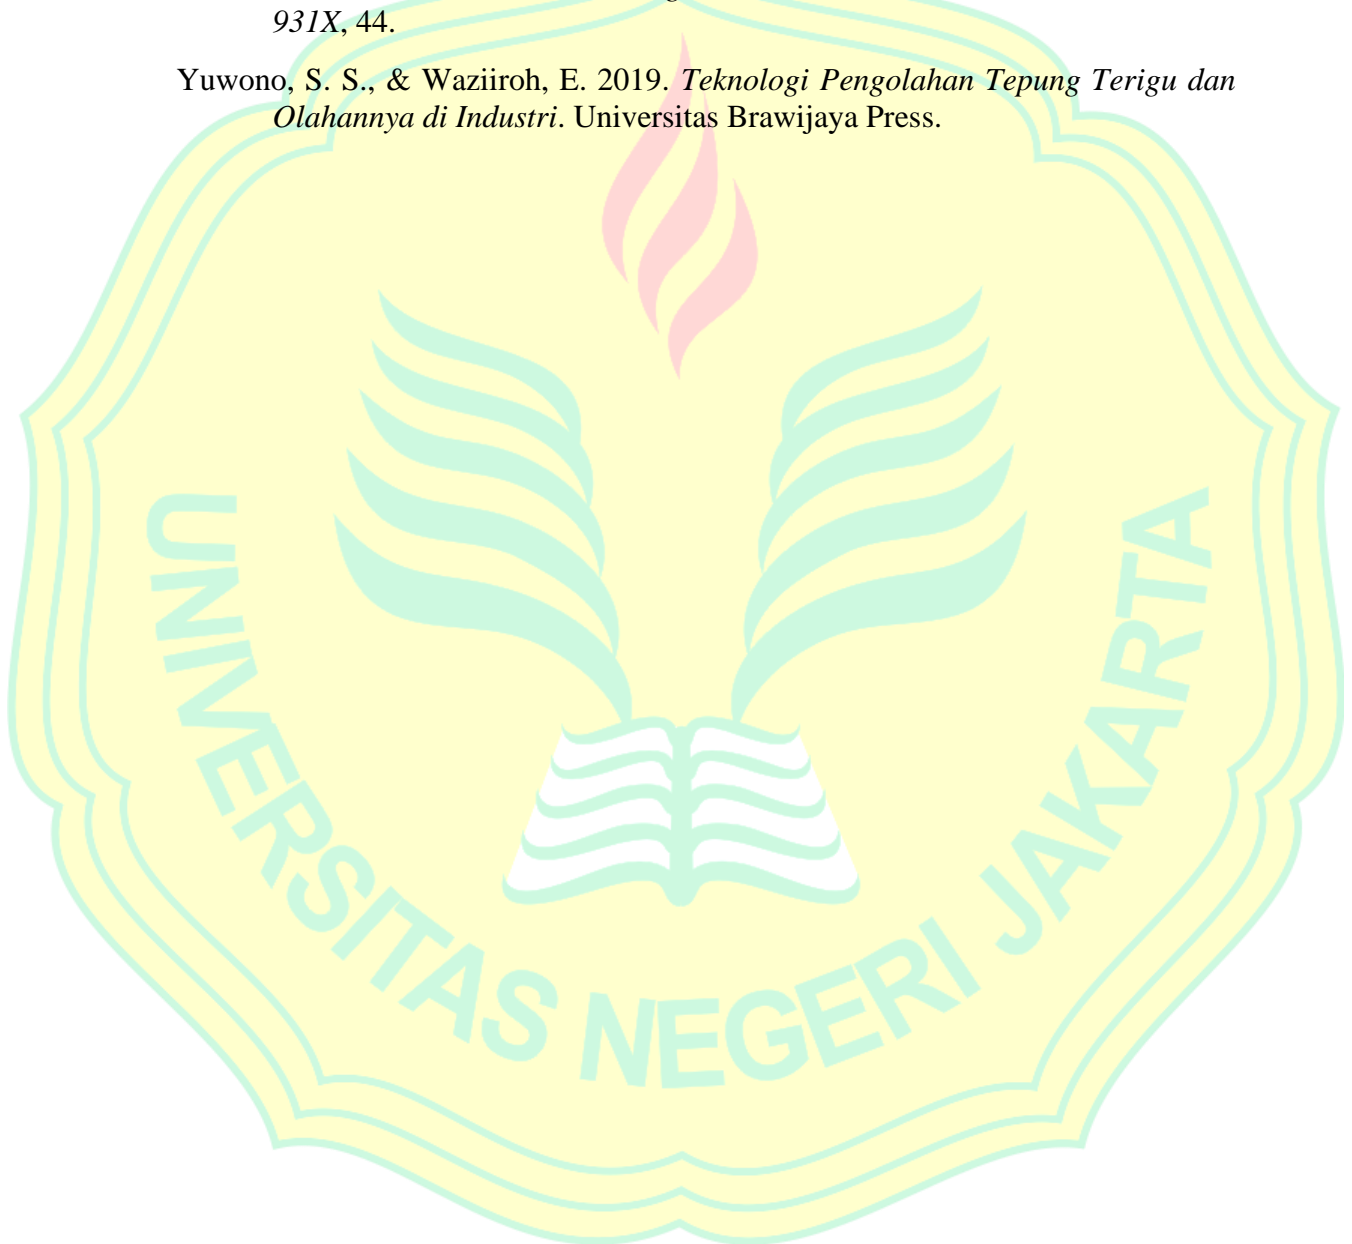 931X, 44.
Yuwono, S. S., & Waziiroh, E. 2019. Teknologi Pengolahan Tepung Terigu dan
Olahannya di Industri. Universitas Brawijaya Press.
UNIVERSITAS NEGERI JAKARTA